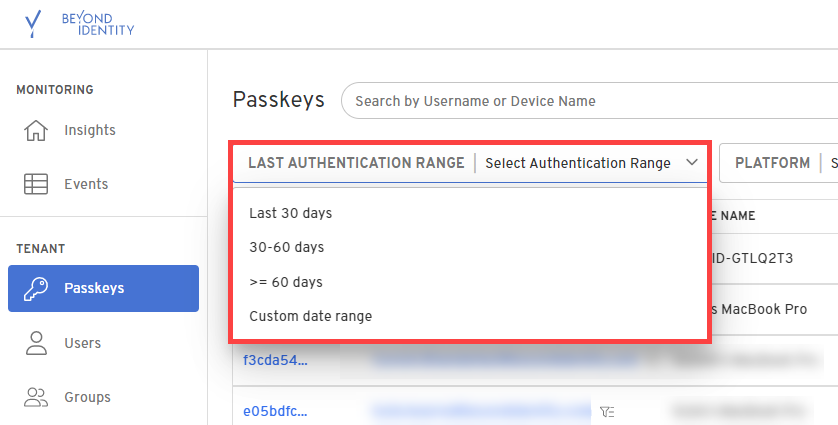 BEYOND
IDENTITY
MONITORING
Insights
Events
TENANT
Passkeys
Users
Groups
Passkeys
Search by Username or Device Name
LAST AUTHENTICATION RANGE | Select Authentication Range
PLATFORM | S
Last 30 days
30-60 days
>= 60 days
Custom date range
E NAME
ID-GTLQ2T3
s MacBook Pro
f3cda54...
e05bdfc...